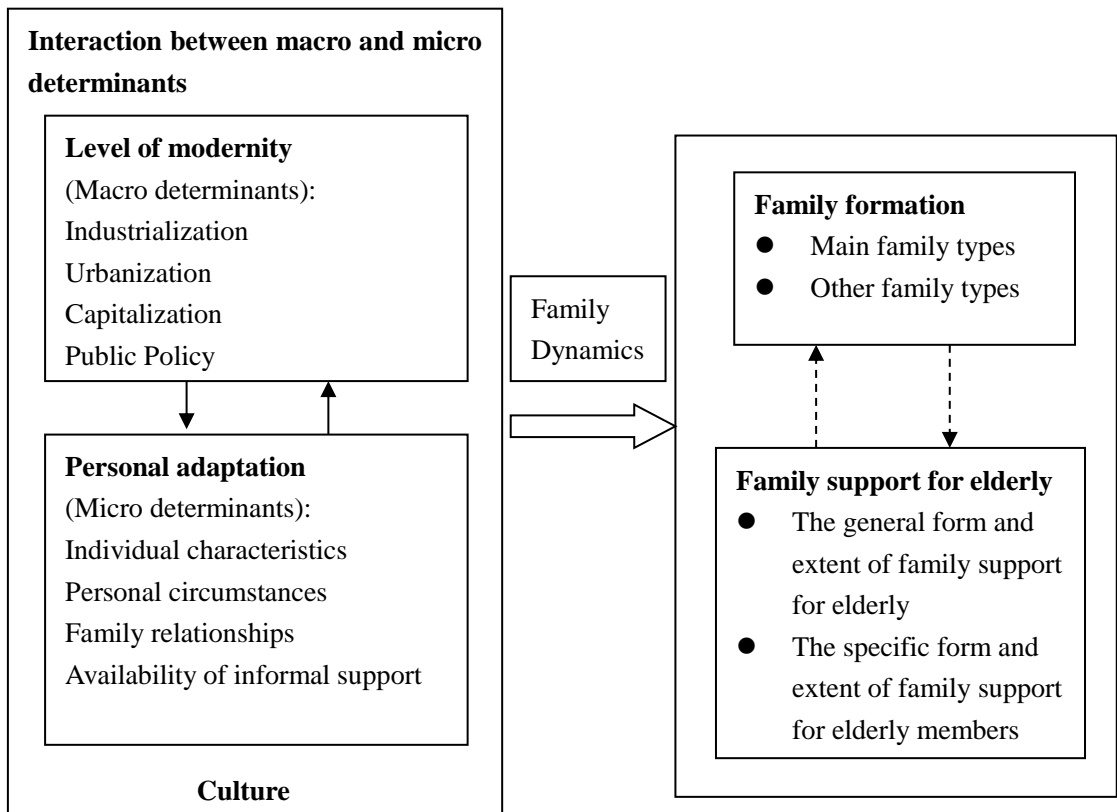 Interaction between macro and micro
determinants
Level of modernity
(Macro determinants):
Industrialization
Urbanization
Capitalization
Public Policy
Personal adaptation
(Micro determinants):
Individual characteristics
Personal circumstances
Family relationships
Availability of informal support
Culture
Family
Dynamics
Family formation
● Main family types
● Other family types
Family support for elderly
● The general form and
extent of family support
for elderly
● The specific form and
extent of family support
for elderly members